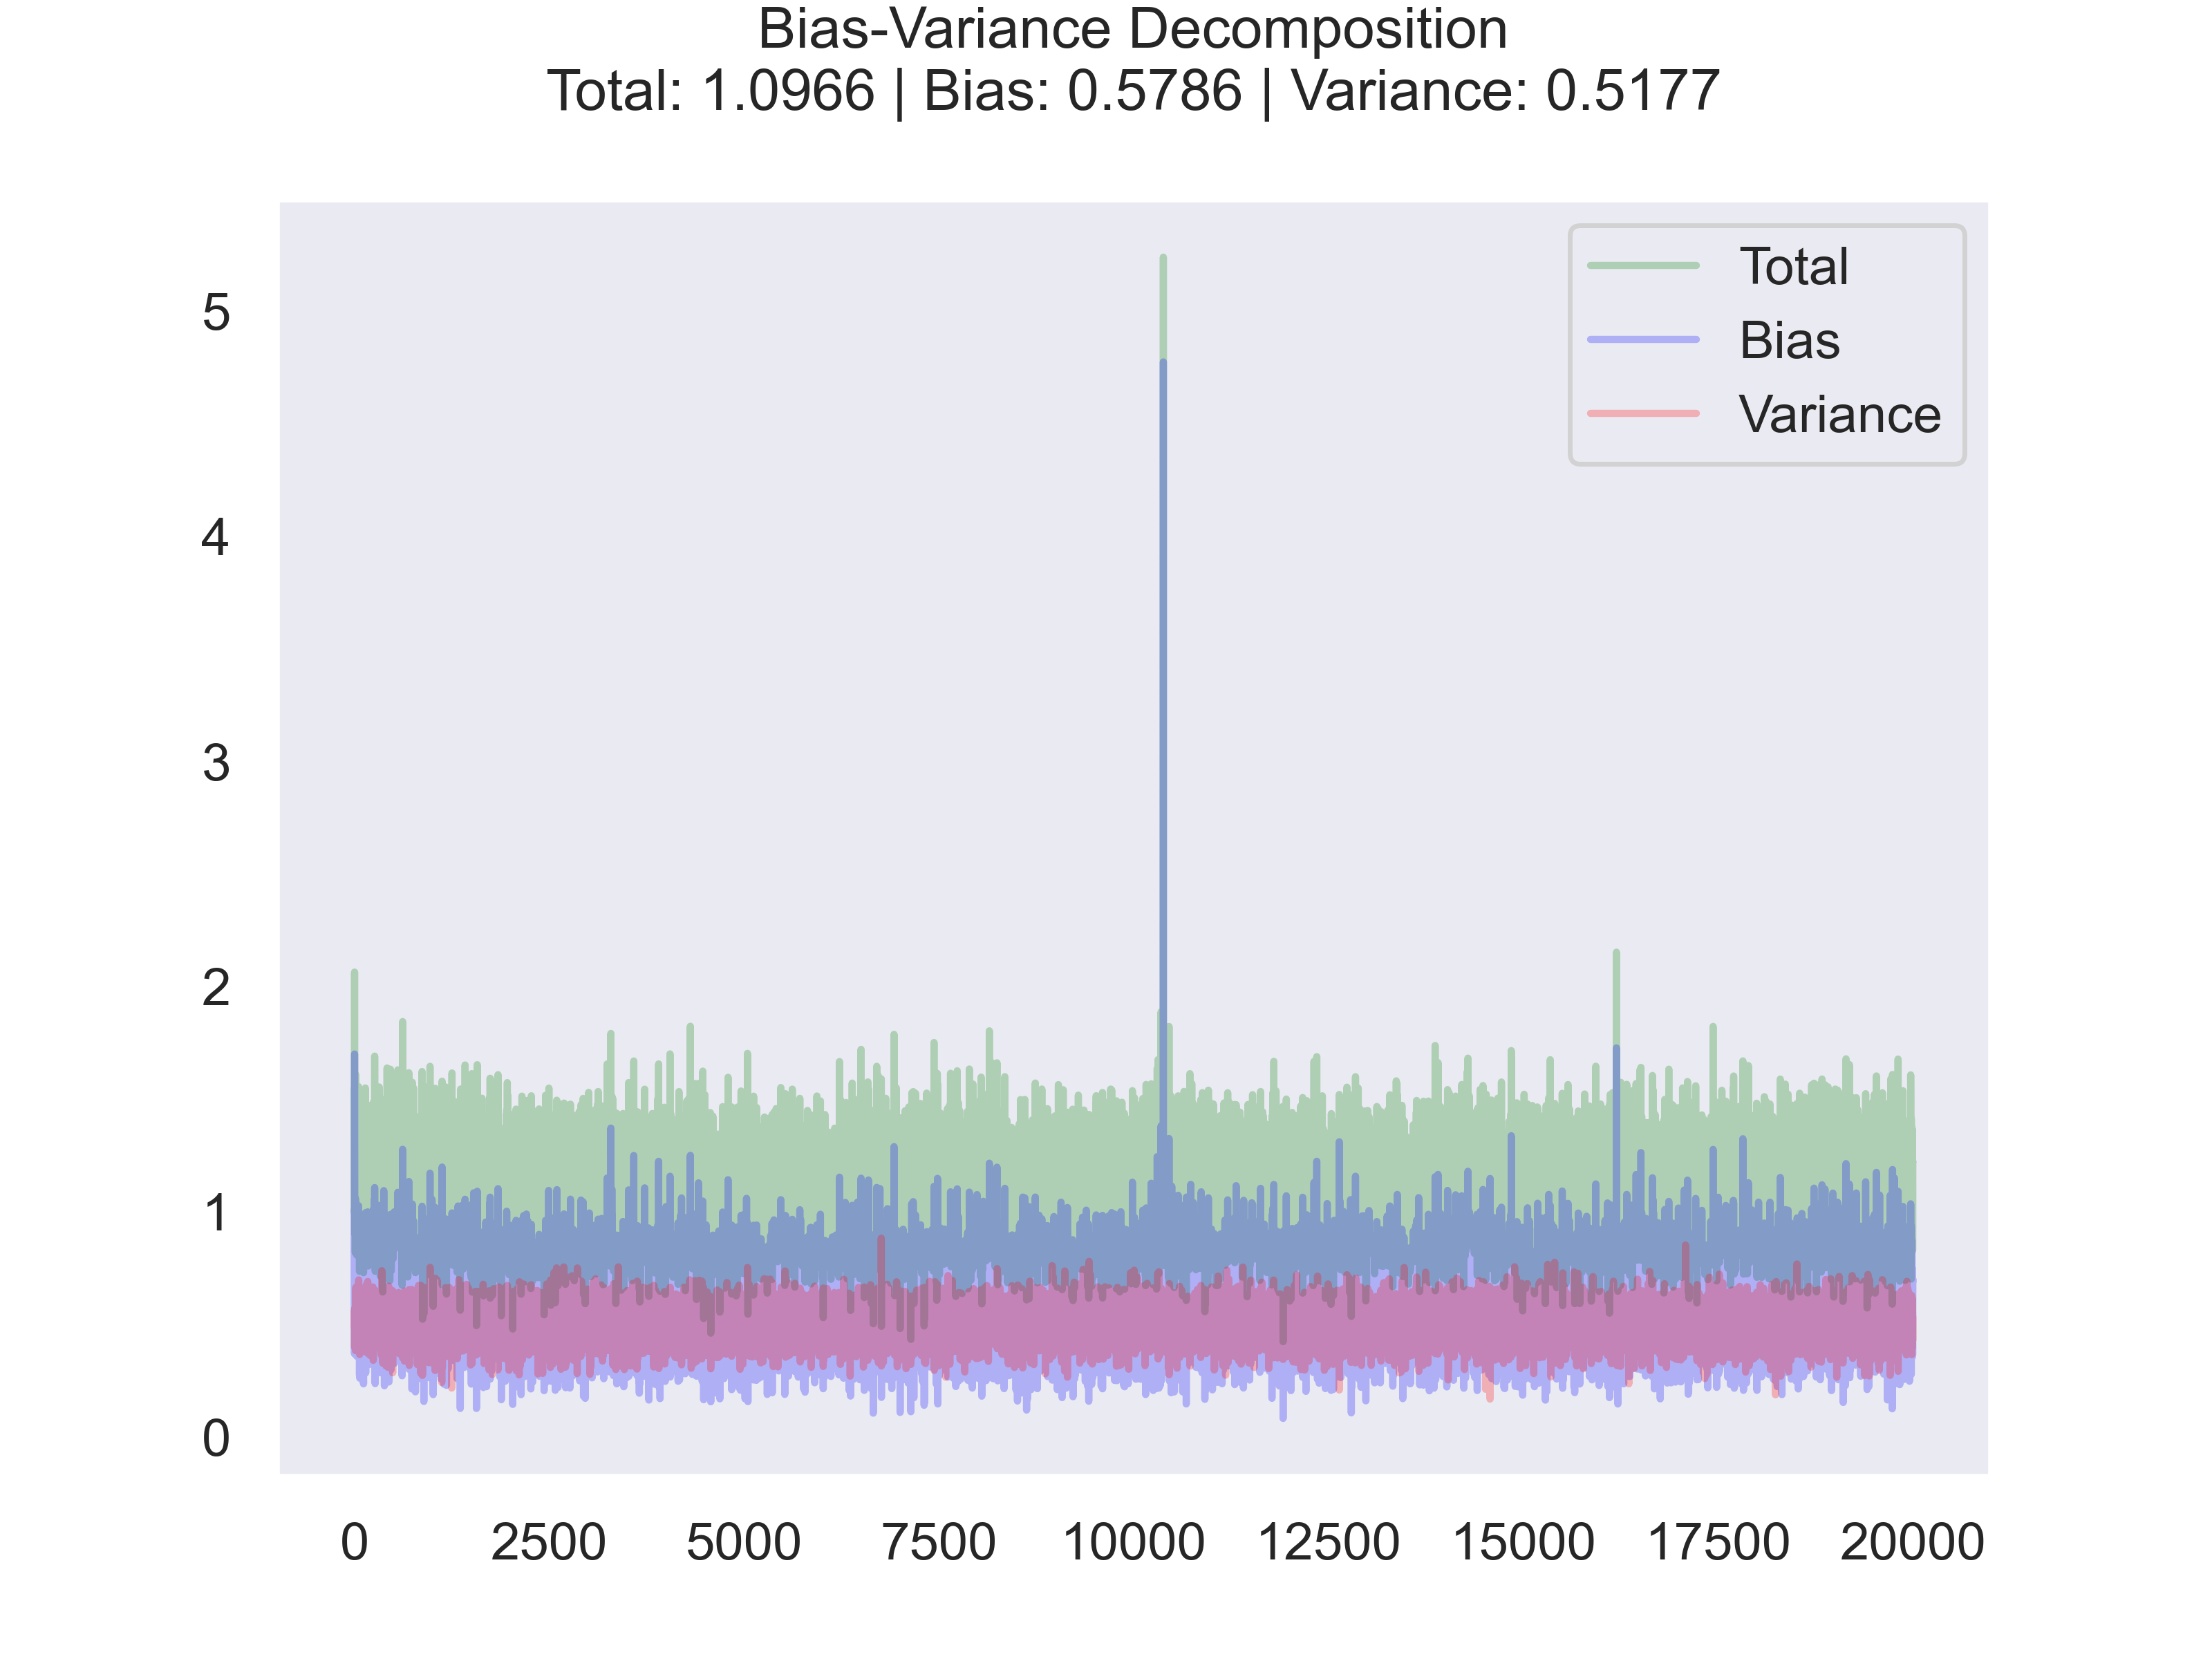 Bias-Variance Decomposition
Total: 1.0966 | Bias: 0.5786 | Variance: 0.5177
Total
Bias
Variance
5
4
3
2
1
0
0 2500 5000 7500 10000 12500 15000 17500 20000